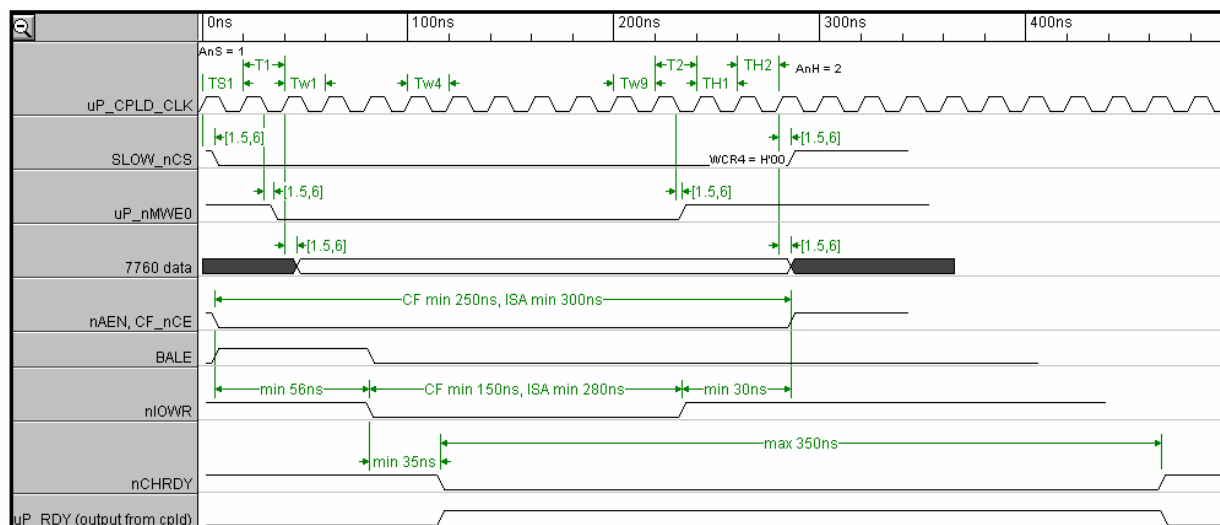 0ns 100ns 200ns 300ns 400ns
AnS = 1
T1 T2 TH2 AnH = 2
TS1 Tw1 Tw4 Tw9 TH1
uP_CPLD_CLK
[1.5,6] [1.5,6]
SLOW_nCS WCR4 = H'00
[1.5,6] [1.5,6]
uP_nMWE0
[1.5,6] [1.5,6]
7760 data
CF min 250ns, ISA min 300ns
nAEN, CF_nCE
BALE
min 56ns CF min 150ns, ISA min 280ns min 30ns
nIOWR
max 350ns
min 35ns
nCHRDY
uP_RDY (output from cpld)